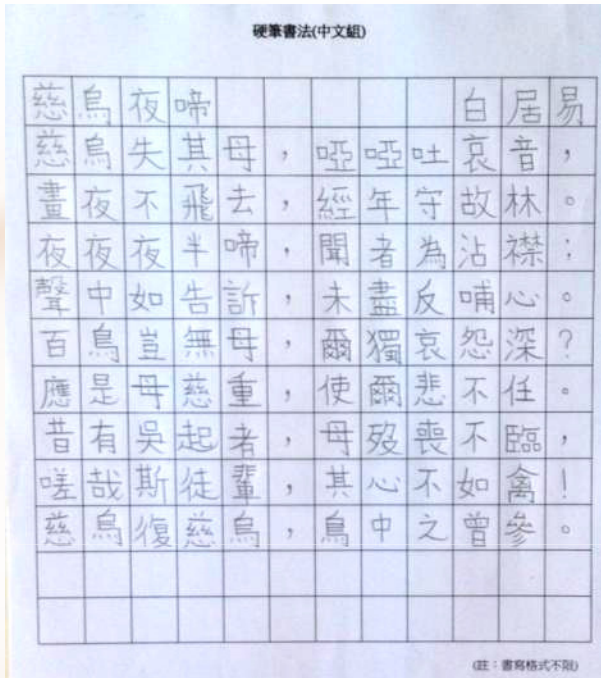 硬筆書法(中文組)
慈烏夜啼 白居易
慈烏失其母，啞啞吐哀音，
晝夜不飛去，經年守故林。
夜夜夜半啼，聞者為沾襟；
聲中如告訴，未盡反哺心。
百鳥豈無母，爾獨哀怨深？
應是母慈重，使爾悲不任。
昔有吳起者，母歿喪不臨，
嗟哉斯徒輩，其心不如禽！
慈烏復慈烏，鳥中之曾參。
(註：書寫格式不限)